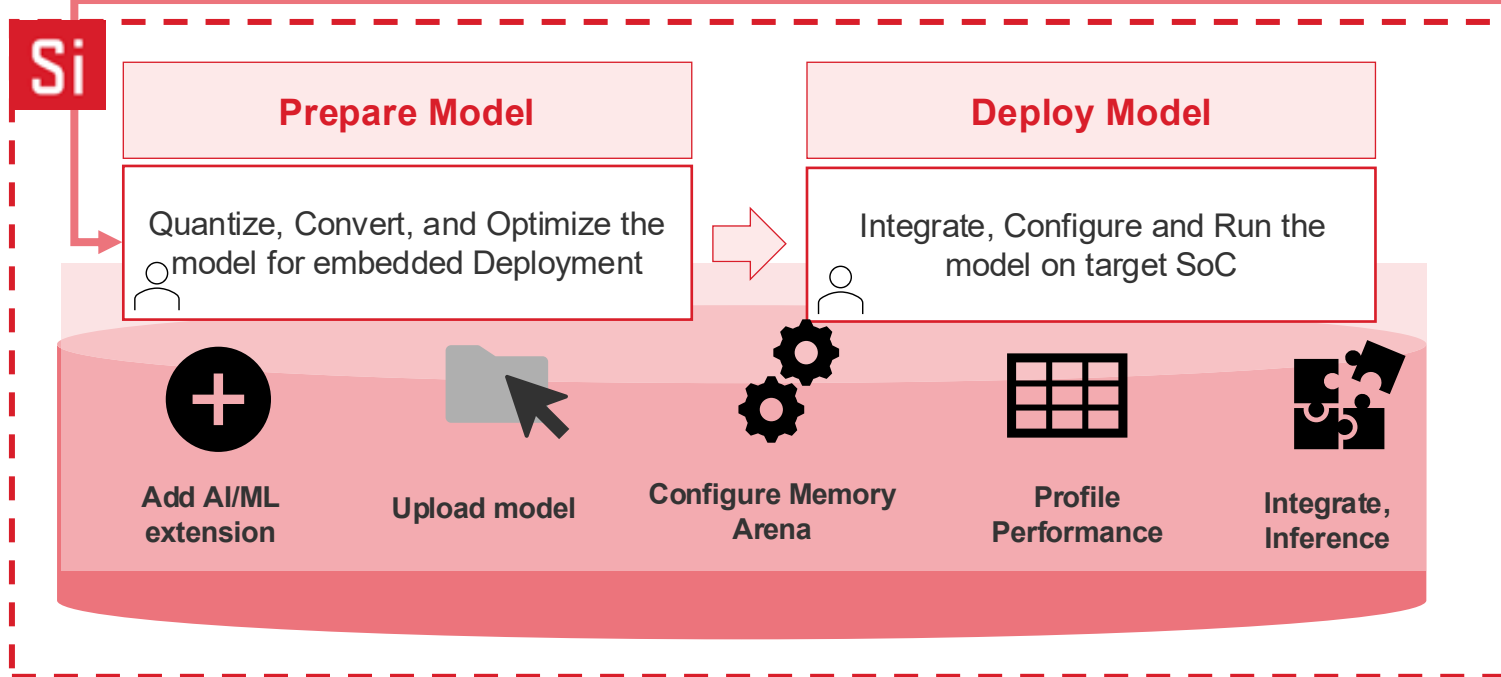 Si
Prepare Model
Deploy Model
Quantize, Convert, and Optimize the
model for embedded Deployment
Integrate, Configure and Run the
model on target SoC
Add AI/ML
extension
Upload model
Configure Memory
Arena
Profile
Performance
Integrate,
Inference